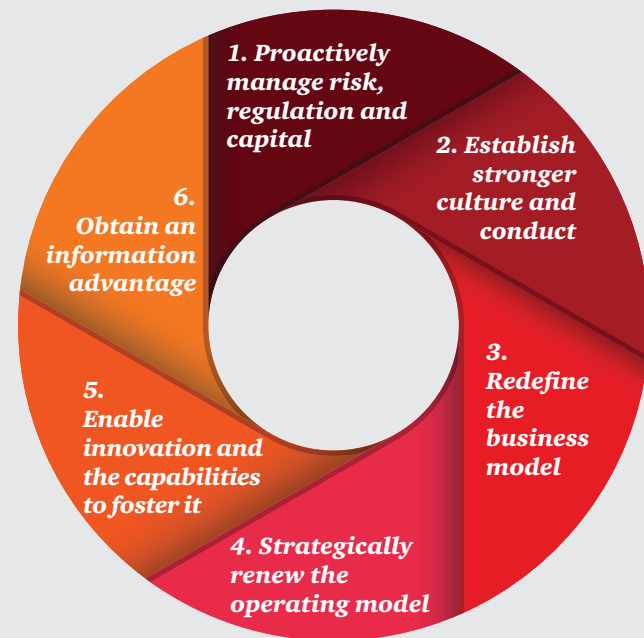 1. Proactively
manage risk,
regulation and
capital
2. Establish
stronger
culture and
conduct
3.
Redefine
the
business
model
4. Strategically
renew the
operating model
5.
Enable
innovation and
the capabilities
to foster it
6.
Obtain an
information
advantage